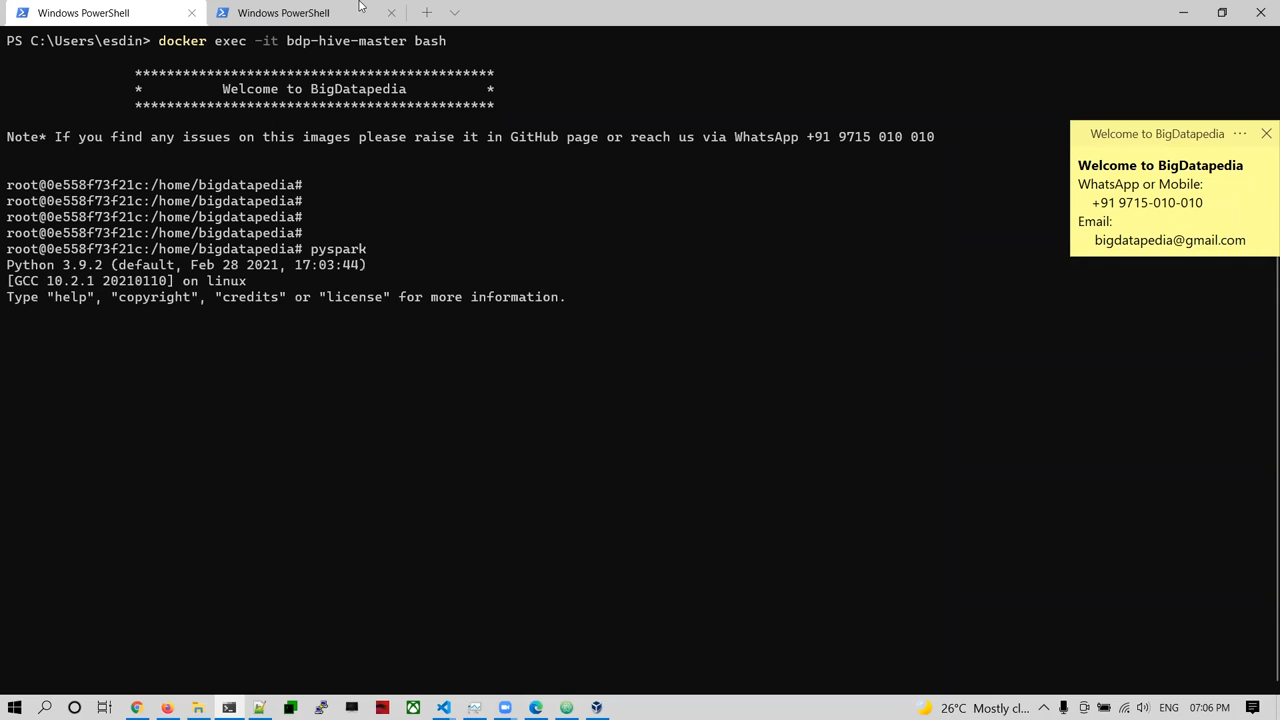 Windows PowerShell
Windows PowerShell
PS C:\Users\esdin> docker exec -it bdp-hive-master bash
*********************************************
* Welcome to BigDatapedia *
*********************************************
Note* If you find any issues on this images please raise it in GitHub page or reach us via WhatsApp +91 9715 010 010
root@0e558f73f21c:/home/bigdatapedia#
root@0e558f73f21c:/home/bigdatapedia#
root@0e558f73f21c:/home/bigdatapedia#
root@0e558f73f21c:/home/bigdatapedia#
root@0e558f73f21c:/home/bigdatapedia# pyspark
Python 3.9.2 (default, Feb 28 2021, 17:03:44)
[GCC 10.2.1 20210110] on linux
Type "help", "copyright", "credits" or "license" for more information.
Welcome to BigDatapedia ...
Welcome to BigDatapedia
WhatsApp or Mobile:
+91 9715-010-010
Email:
bigdatapedia@gmail.com
26°C Mostly cl... ENG 07:06 PM